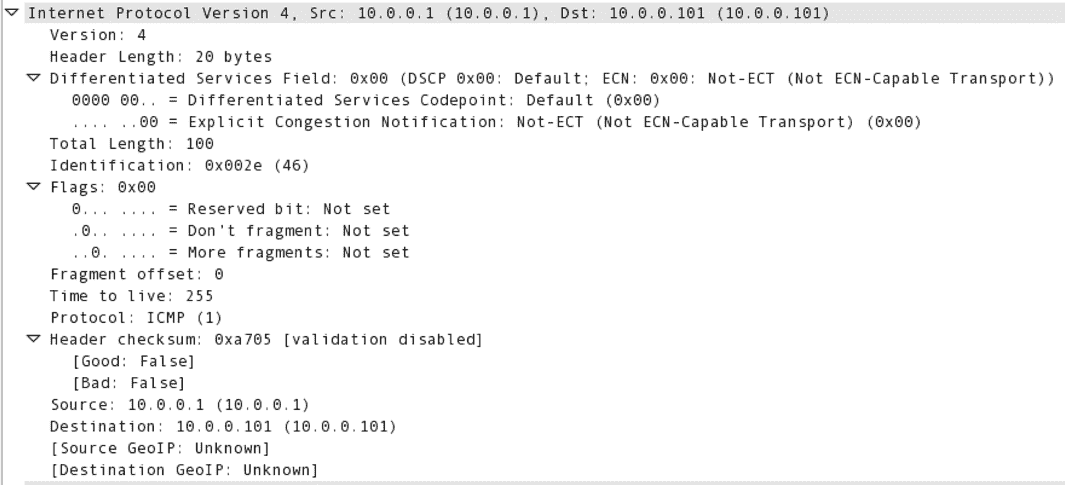 Internet Protocol Version 4, Src: 10.0.0.1 (10.0.0.1), Dst: 10.0.0.101 (10.0.0.101)
Version: 4
Header Length: 20 bytes
Differentiated Services Field: 0x00 (DSCP 0x00: Default; ECN: 0x00: Not-ECT (Not ECN-Capable Transport))
0000 00.. = Differentiated Services Codepoint: Default (0x00)
.... ..00 = Explicit Congestion Notification: Not-ECT (Not ECN-Capable Transport) (0x00)
Total Length: 100
Identification: 0x002e (46)
Flags: 0x00
0... .... = Reserved bit: Not set
.0.. .... = Don't fragment: Not set
..0. .... = More fragments: Not set
Fragment offset: 0
Time to live: 255
Protocol: ICMP (1)
Header checksum: 0xa705 [validation disabled]
[Good: False]
[Bad: False]
Source: 10.0.0.1 (10.0.0.1)
Destination: 10.0.0.101 (10.0.0.101)
[Source GeoIP: Unknown]
[Destination GeoIP: Unknown]